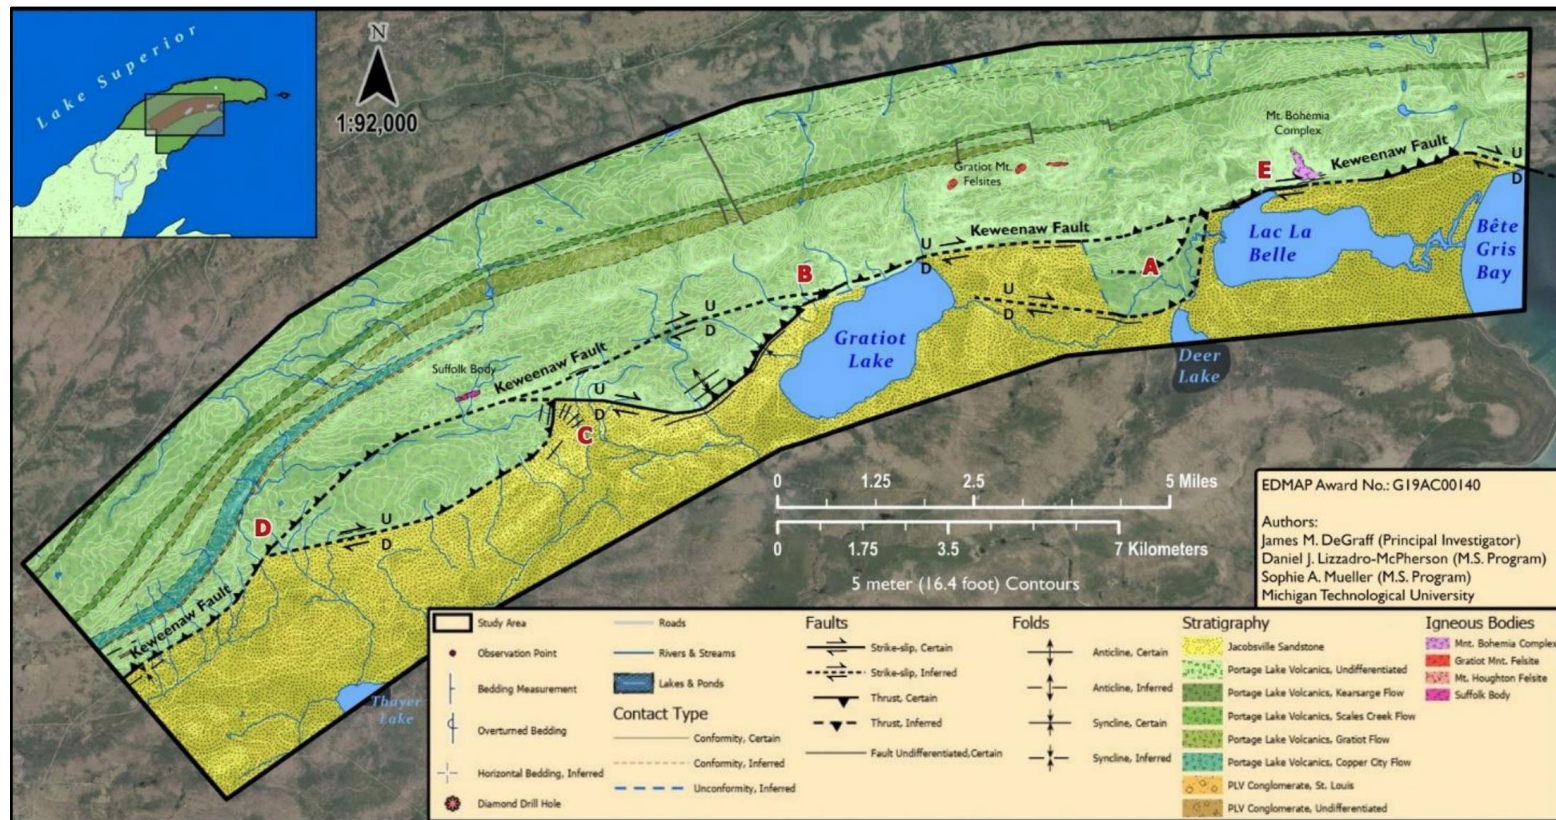 Lake Superior
N
1:92,000
Mt. Bohemia
Complex
Gratiot Mt.
Felsites
E
Keweenaw Fault
U
D
Keweenaw Fault
U
D
A
Lac La
Belle
Bête
Gris
Bay
B
U
D
U
D
Gratiot
Lake
Deer
Lake
Keweenaw Fault
Suffolk Body
U
D
C
D
U
D
Keweenaw Fault
Thayer
Lake
0 1.25 2.5 5 Miles
0 1.75 3.5 7 Kilometers
5 meter (16.4 foot) Contours
EDMAP Award No.: G19AC00140
Authors:
James M. DeGraff (Principal Investigator)
Daniel J. Lizzadro-McPherson (M.S. Program)
Sophie A. Mueller (M.S. Program)
Michigan Technological University
Study Area
Observation Point
Bedding Measurement
Overturned Bedding
Horizontal Bedding, Inferred
Diamond Drill Hole
Roads
Rivers & Streams
Lakes & Ponds
Contact Type
Conformity, Certain
Conformity, Inferred
Unconformity, Inferred
Faults
Strike-slip, Certain
Strike-slip, Inferred
Thrust, Certain
Thrust, Inferred
Fault Undifferentiated,Certain
Folds
Anticline, Certain
Anticline, Inferred
Syncline, Certain
Syncline, Inferred
Stratigraphy
Jacobsville Sandstone
Portage Lake Volcanics, Undifferentiated
Portage Lake Volcanics, Kearsarge Flow
Portage Lake Volcanics, Scales Creek Flow
Portage Lake Volcanics, Gratiot Flow
Portage Lake Volcanics, Copper City Flow
PLV Conglomerate, St. Louis
PLV Conglomerate, Undifferentiated
Igneous Bodies
Mnt. Bohemia Complex
Gratiot Mnt. Felsite
Mt. Houghton Felsite
Suffolk Body